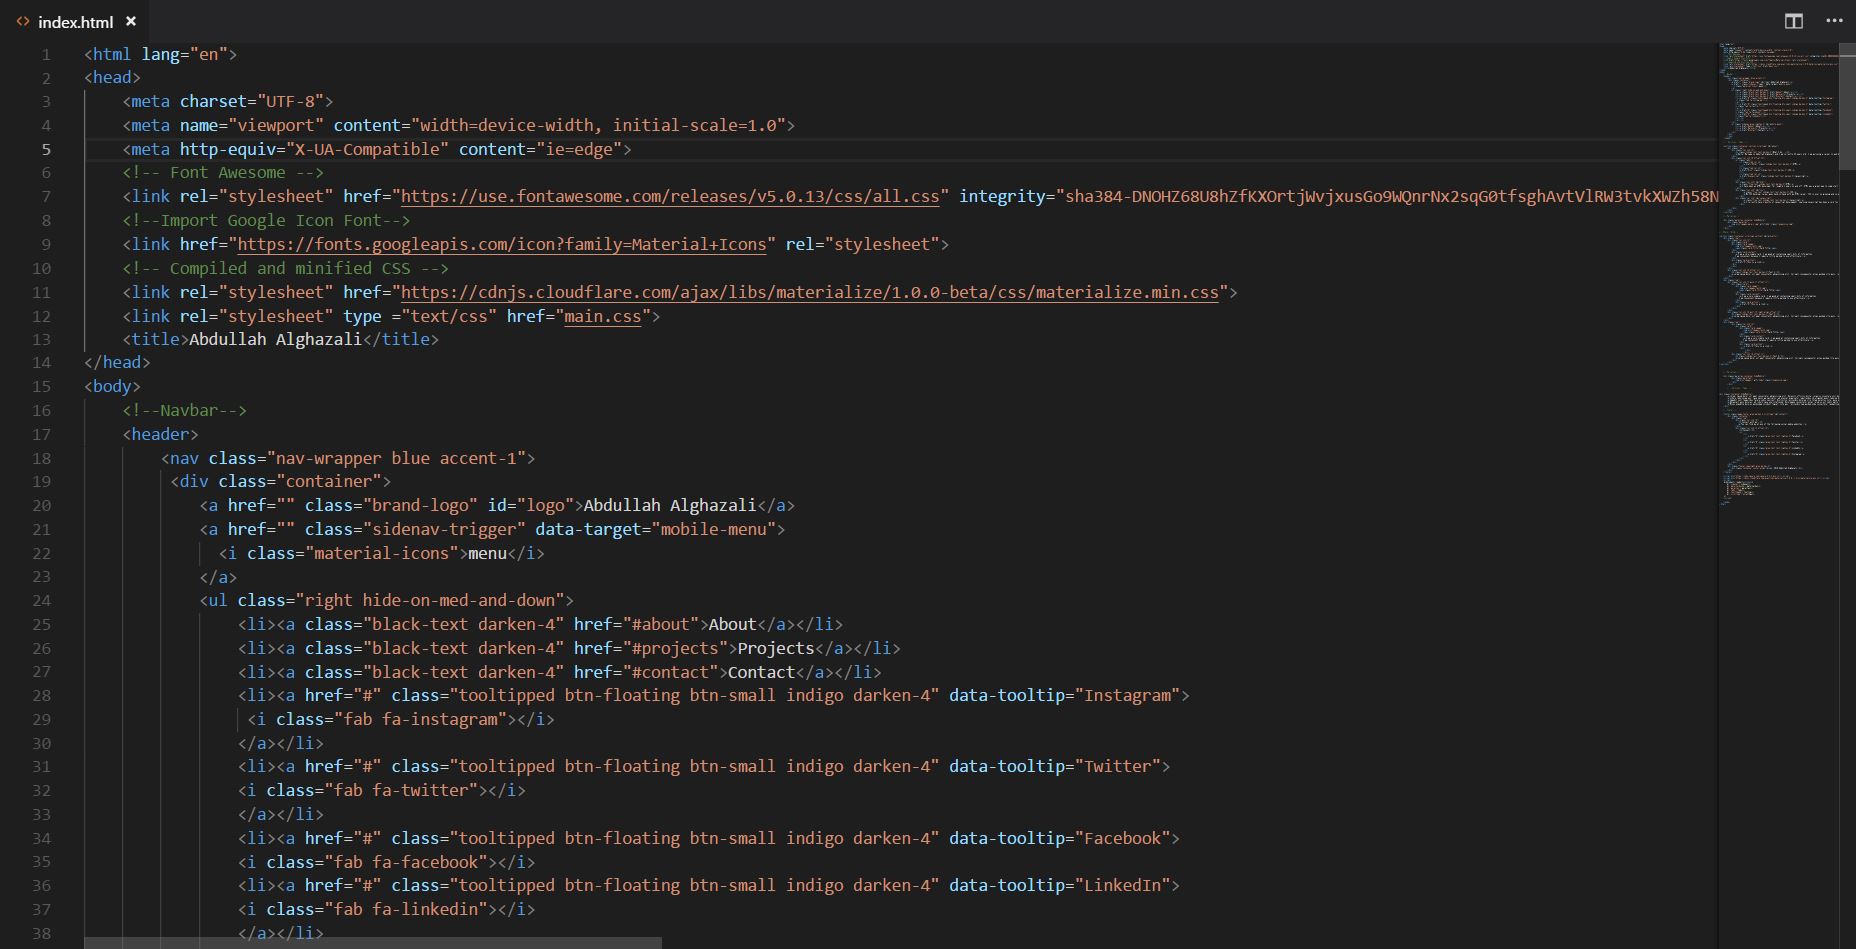 index.html
1 <html lang="en">
2 <head>
3 <meta charset="UTF-8">
4 <meta name="viewport" content="width=device-width, initial-scale=1.0">
5 <meta http-equiv="X-UA-Compatible" content="ie=edge">
6 <!-- Font Awesome -->
7 <link rel="stylesheet" href="https://use.fontawesome.com/releases/v5.0.13/css/all.css" integrity="sha384-DNOHZ68U8hZfKXOrtjWvjxusGo9WQnrNx2sqG0tfsghAvtVlRW3tvkXWZh58N
8 <!--Import Google Icon Font-->
9 <link href="https://fonts.googleapis.com/icon?family=Material+Icons" rel="stylesheet">
10 <!-- Compiled and minified CSS -->
11 <link rel="stylesheet" href="https://cdnjs.cloudflare.com/ajax/libs/materialize/1.0.0-beta/css/materialize.min.css">
12 <link rel="stylesheet" type ="text/css" href="main.css">
13 <title>Abdullah Alghazali</title>
14 </head>
15 <body>
16 <!--Navbar-->
17 <header>
18 <nav class="nav-wrapper blue accent-1">
19 <div class="container">
20 <a href="" class="brand-logo" id="logo">Abdullah Alghazali</a>
21 <a href="" class="sidenav-trigger" data-target="mobile-menu">
22 <i class="material-icons">menu</i>
23 </a>
24 <ul class="right hide-on-med-and-down">
25 <li><a class="black-text darken-4" href="#about">About</a></li>
26 <li><a class="black-text darken-4" href="#projects">Projects</a></li>
27 <li><a class="black-text darken-4" href="#contact">Contact</a></li>
28 <li><a href="#" class="tooltipped btn-floating btn-small indigo darken-4" data-tooltip="Instagram">
29 <i class="fab fa-instagram"></i>
30 </a></li>
31 <li><a href="#" class="tooltipped btn-floating btn-small indigo darken-4" data-tooltip="Twitter">
32 <i class="fab fa-twitter"></i>
33 </a></li>
34 <li><a href="#" class="tooltipped btn-floating btn-small indigo darken-4" data-tooltip="Facebook">
35 <i class="fab fa-facebook"></i>
36 <li><a href="#" class="tooltipped btn-floating btn-small indigo darken-4" data-tooltip="LinkedIn">
37 <i class="fab fa-linkedin"></i>
38 </a></li>